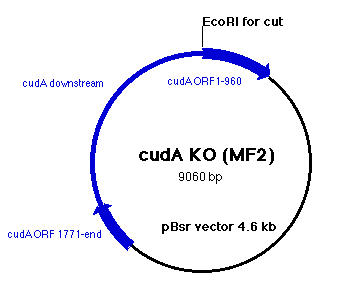 EcoRI for cut
cudA downstream
cudAORF1-960
cudA KO (MF2)
9060 bp
pBsr vector 4.6 kb
cudAORF 1771-end